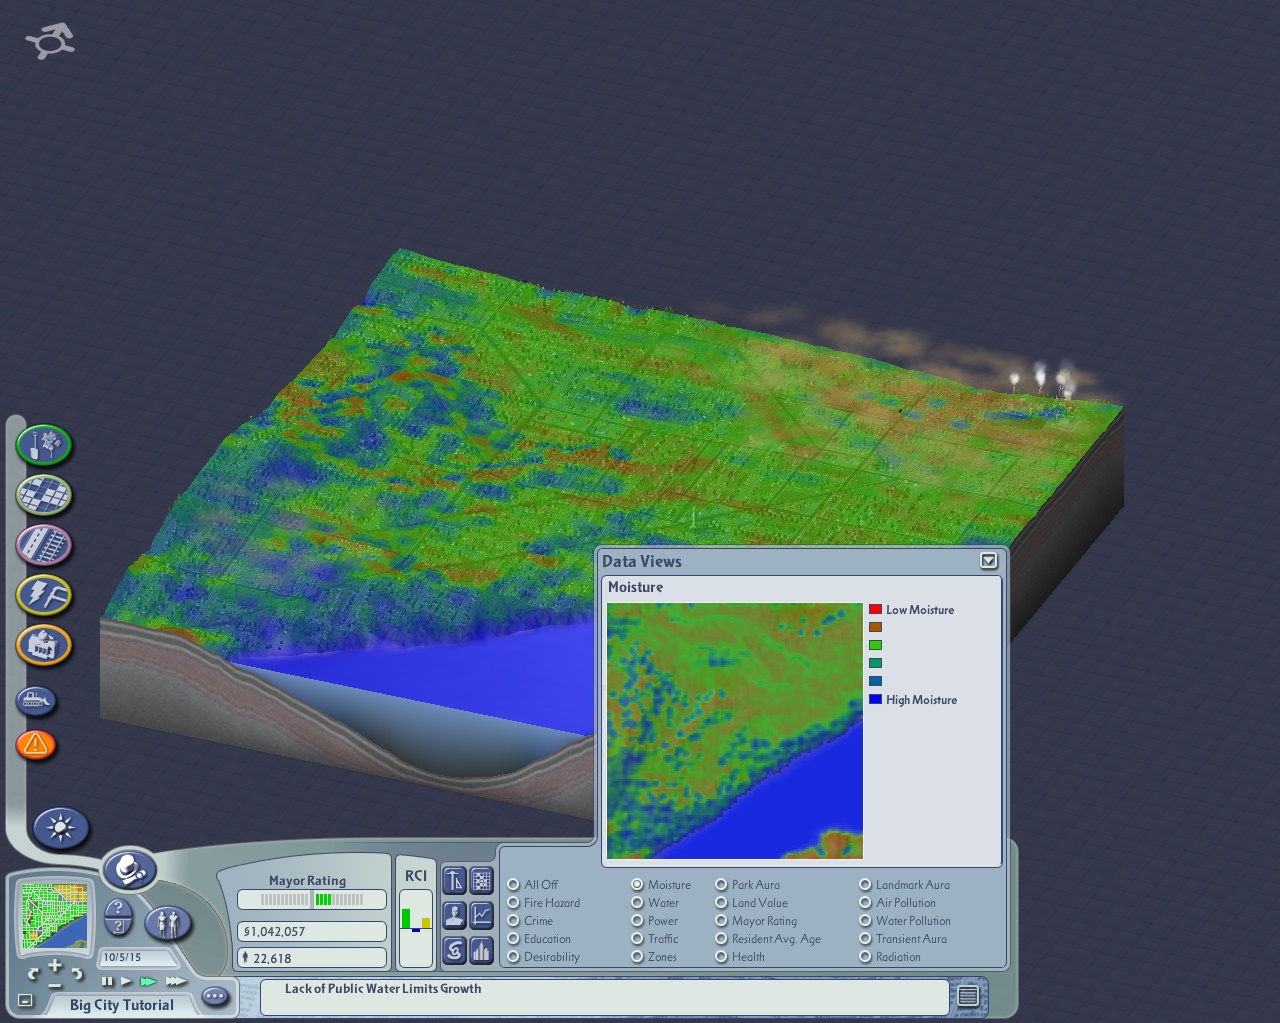 Data Views
Moisture
Low Moisture
High Moisture
Mayor Rating
RCI
§1,042,057
22,618
All Off
Fire Hazard
Crime
Education
Desirability
Moisture
Water
Power
Traffic
Zones
Park Aura
Land Value
Mayor Rating
Resident Avg. Age
Health
Landmark Aura
Air Pollution
Water Pollution
Transient Aura
Radiation
?
?
10/5/15
Big City Tutorial
Lack of Public Water Limits Growth